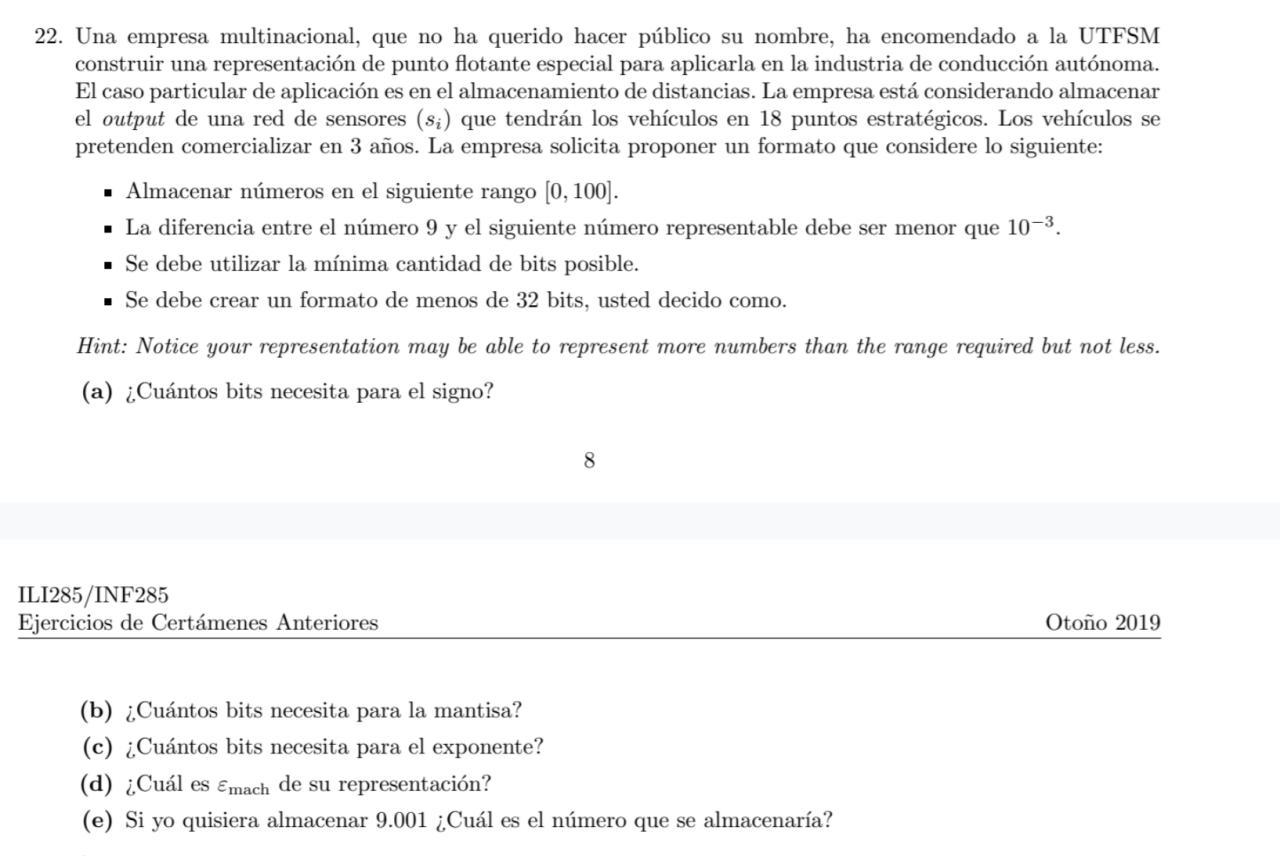 22. Una empresa multinacional, que no ha querido hacer público su nombre, ha encomendado a la UTFSM
construir una representación de punto flotante especial para aplicarla en la industria de conducción autónoma.
El caso particular de aplicación es en el almacenamiento de distancias. La empresa está considerando almacenar
el output de una red de sensores (sᵢ) que tendrán los vehículos en 18 puntos estratégicos. Los vehículos se
pretenden comercializar en 3 años. La empresa solicita proponer un formato que considere lo siguiente:
▪ Almacenar números en el siguiente rango [0, 100].
▪ La diferencia entre el número 9 y el siguiente número representable debe ser menor que 10⁻³.
▪ Se debe utilizar la mínima cantidad de bits posible.
▪ Se debe crear un formato de menos de 32 bits, usted decido como.
Hint: Notice your representation may be able to represent more numbers than the range required but not less.
(a) ¿Cuántos bits necesita para el signo?
8
ILI285/INF285
Ejercicios de Certámenes Anteriores Otoño 2019
(b) ¿Cuántos bits necesita para la mantisa?
(c) ¿Cuántos bits necesita para el exponente?
(d) ¿Cuál es εmach de su representación?
(e) Si yo quisiera almacenar 9.001 ¿Cuál es el número que se almacenaría?